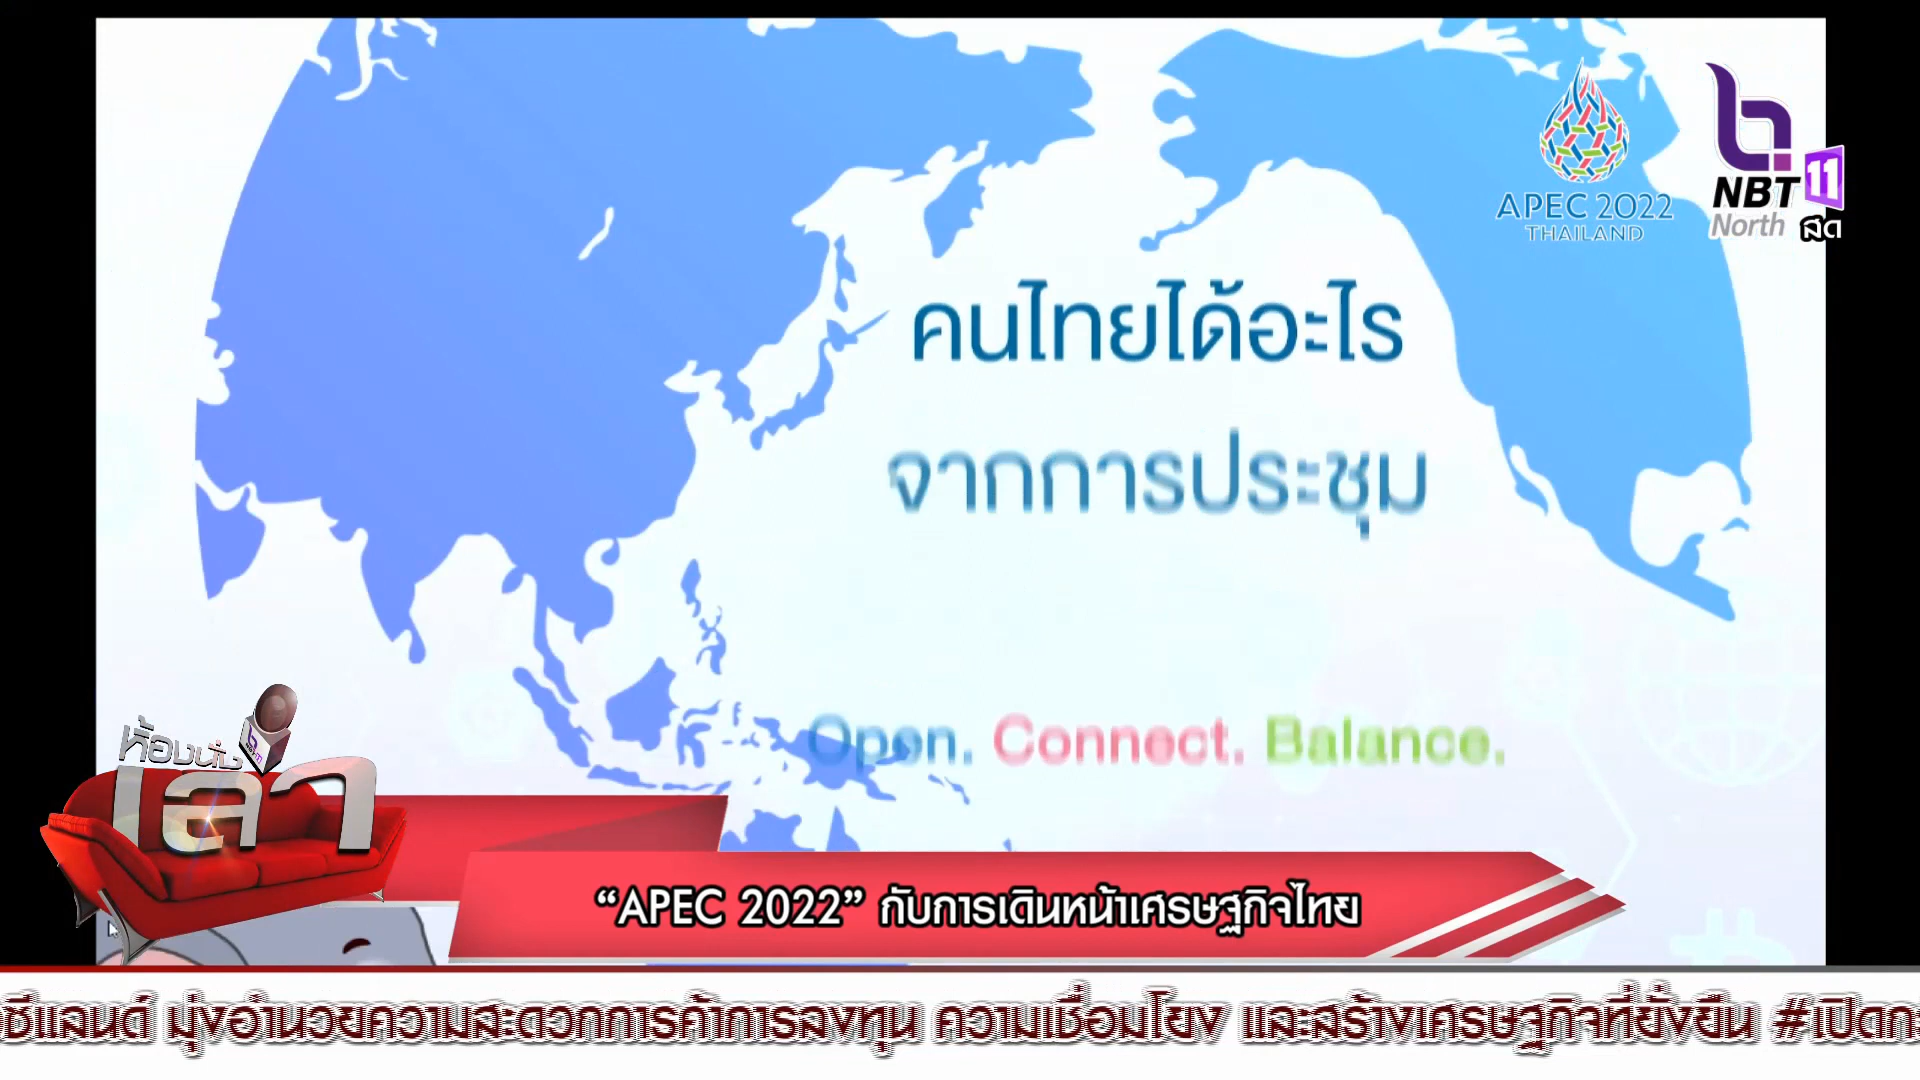 APEC 2022
THAILAND
NBT 11
North สด
คนไทยได้อะไร
จากการประชุม
Open. Connect. Balance.
ห้องนั่ง
เล่า
“APEC 2022” กับการเดินหน้าเศรษฐกิจไทย
ซีแลนด์ มุ่งอำนวยความสะดวกการค้าการลงทุน ความเชื่อมโยง และสร้างเศรษฐกิจที่ยั่งยืน #เปิดก